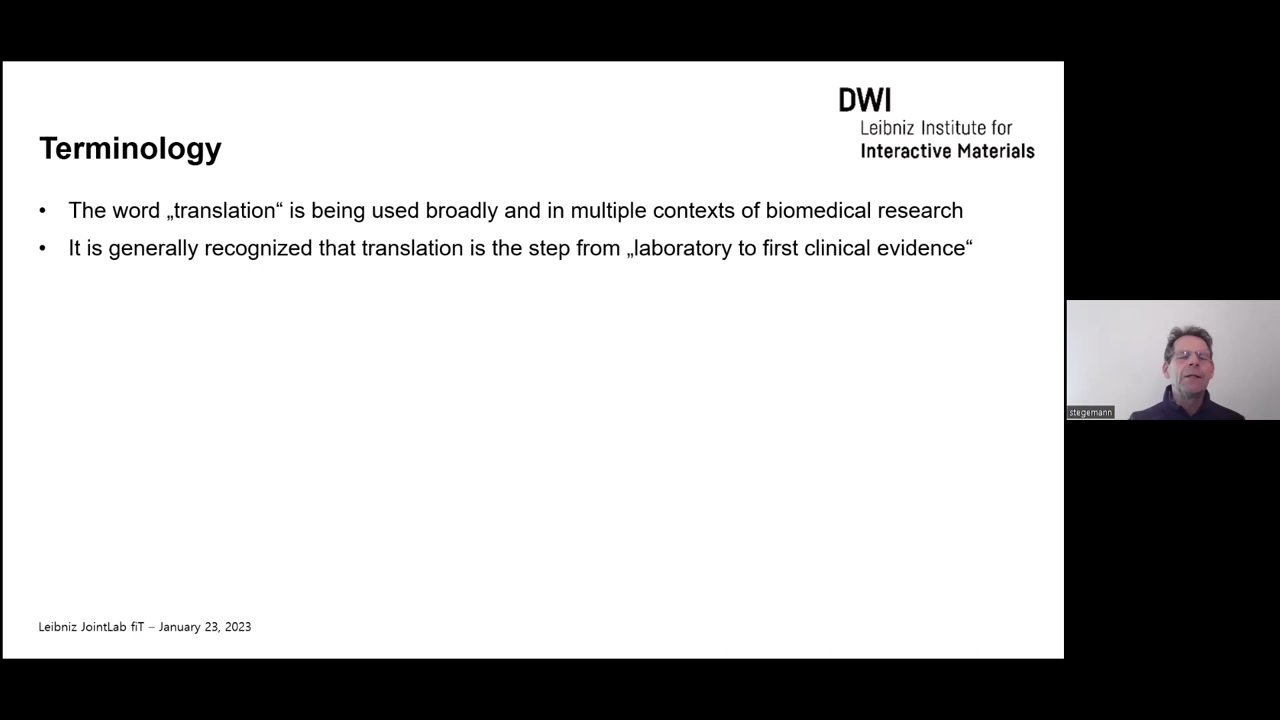 DWI
Leibniz Institute for
Interactive Materials
Terminology
• The word „translation“ is being used broadly and in multiple contexts of biomedical research
• It is generally recognized that translation is the step from „laboratory to first clinical evidence“
stegemann
Leibniz JointLab fiT – January 23, 2023